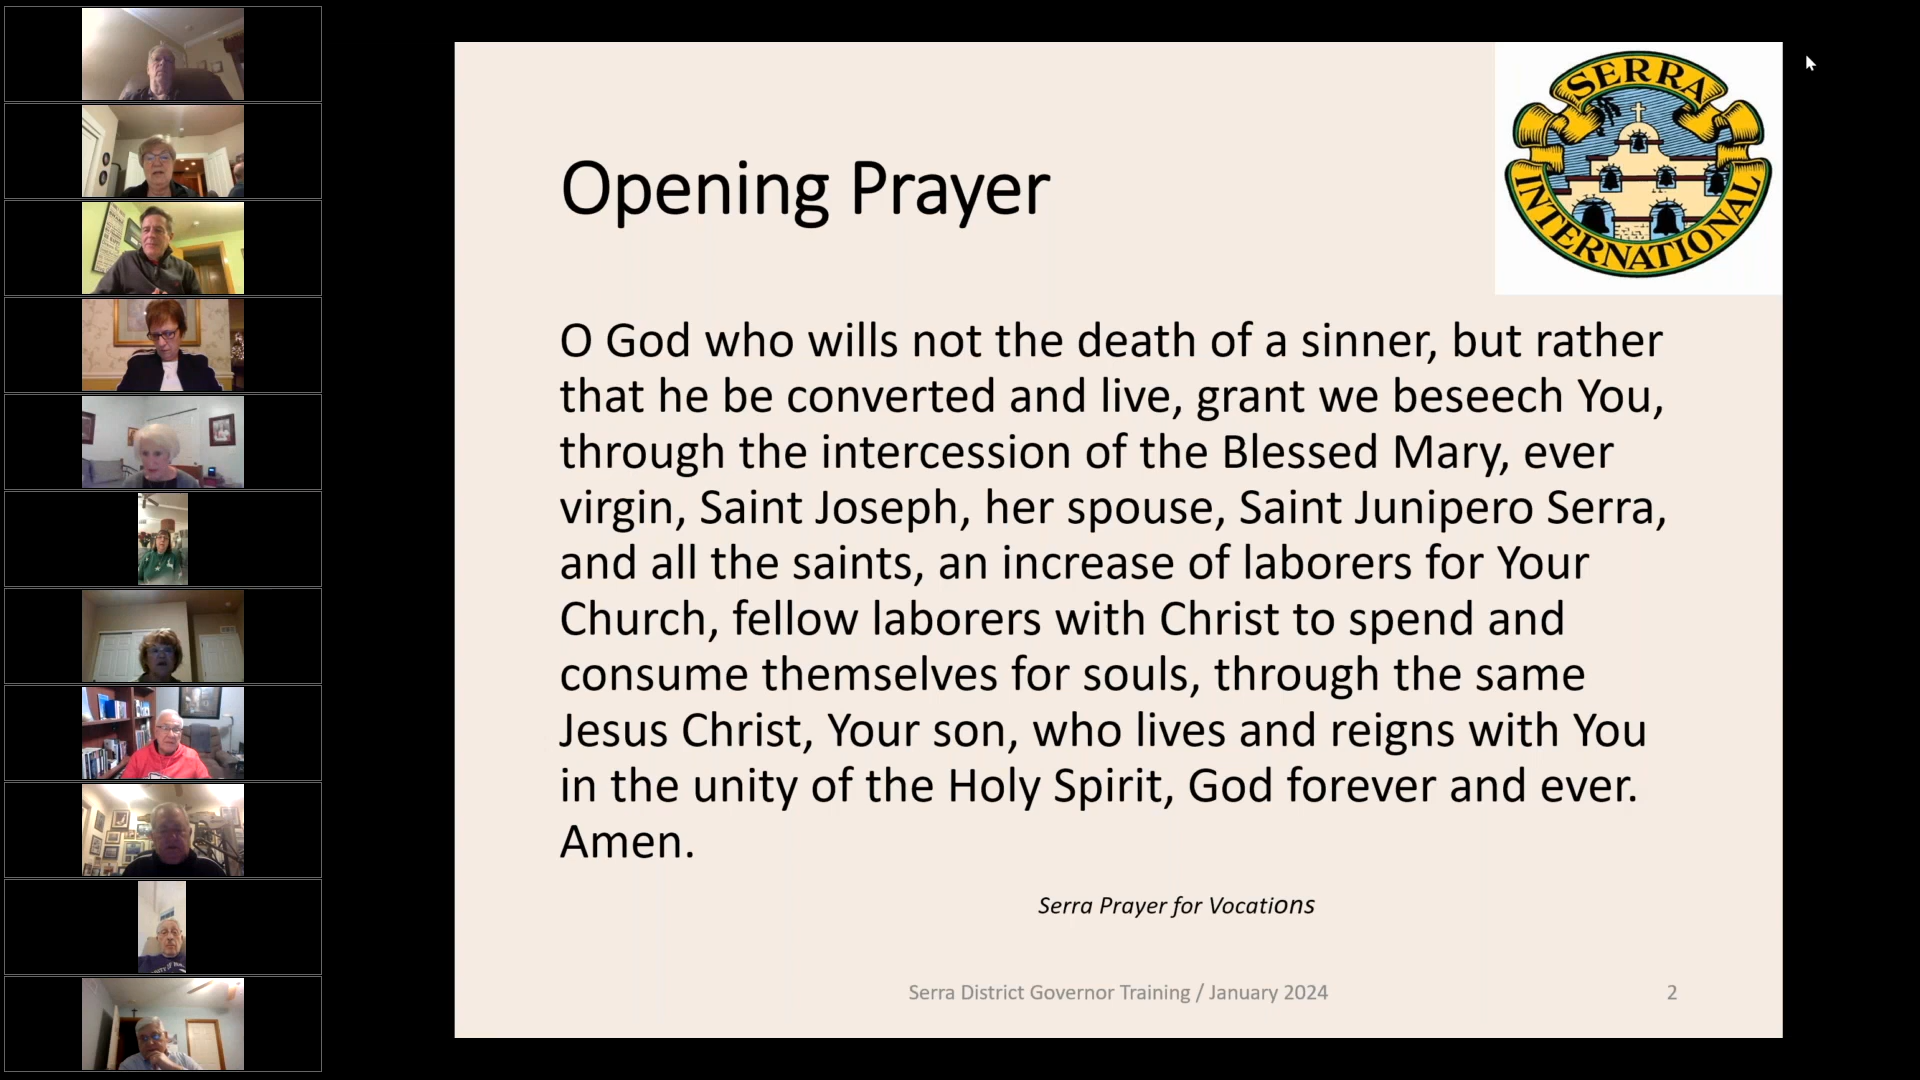 SERRA
INTERNATIONAL
Opening Prayer
O God who wills not the death of a sinner, but rather
that he be converted and live, grant we beseech You,
through the intercession of the Blessed Mary, ever
virgin, Saint Joseph, her spouse, Saint Junipero Serra,
and all the saints, an increase of laborers for Your
Church, fellow laborers with Christ to spend and
consume themselves for souls, through the same
Jesus Christ, Your son, who lives and reigns with You
in the unity of the Holy Spirit, God forever and ever.
Amen.
Serra Prayer for Vocations
Serra District Governor Training / January 2024
2